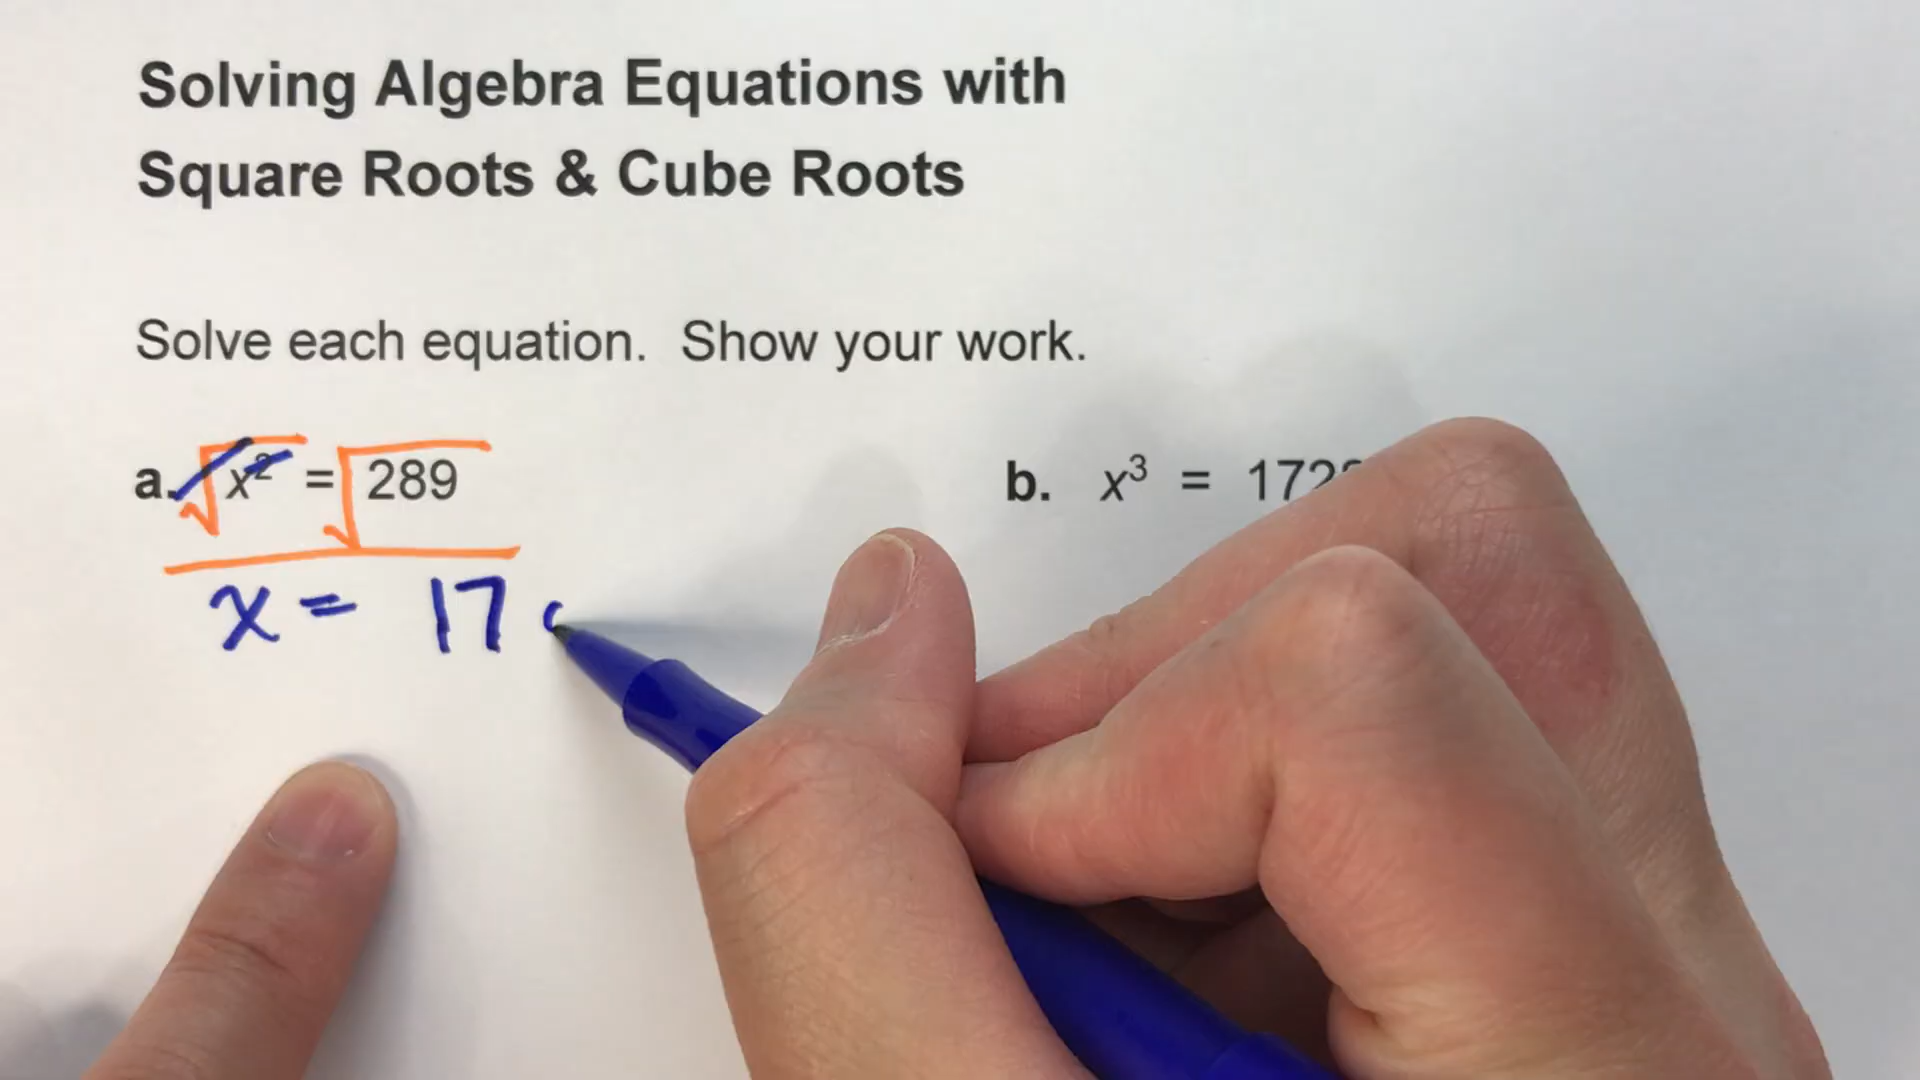 Solving Algebra Equations with
Square Roots & Cube Roots
Solve each equation. Show your work.
a. √x² = √289
b. x³ = 172
x = 17